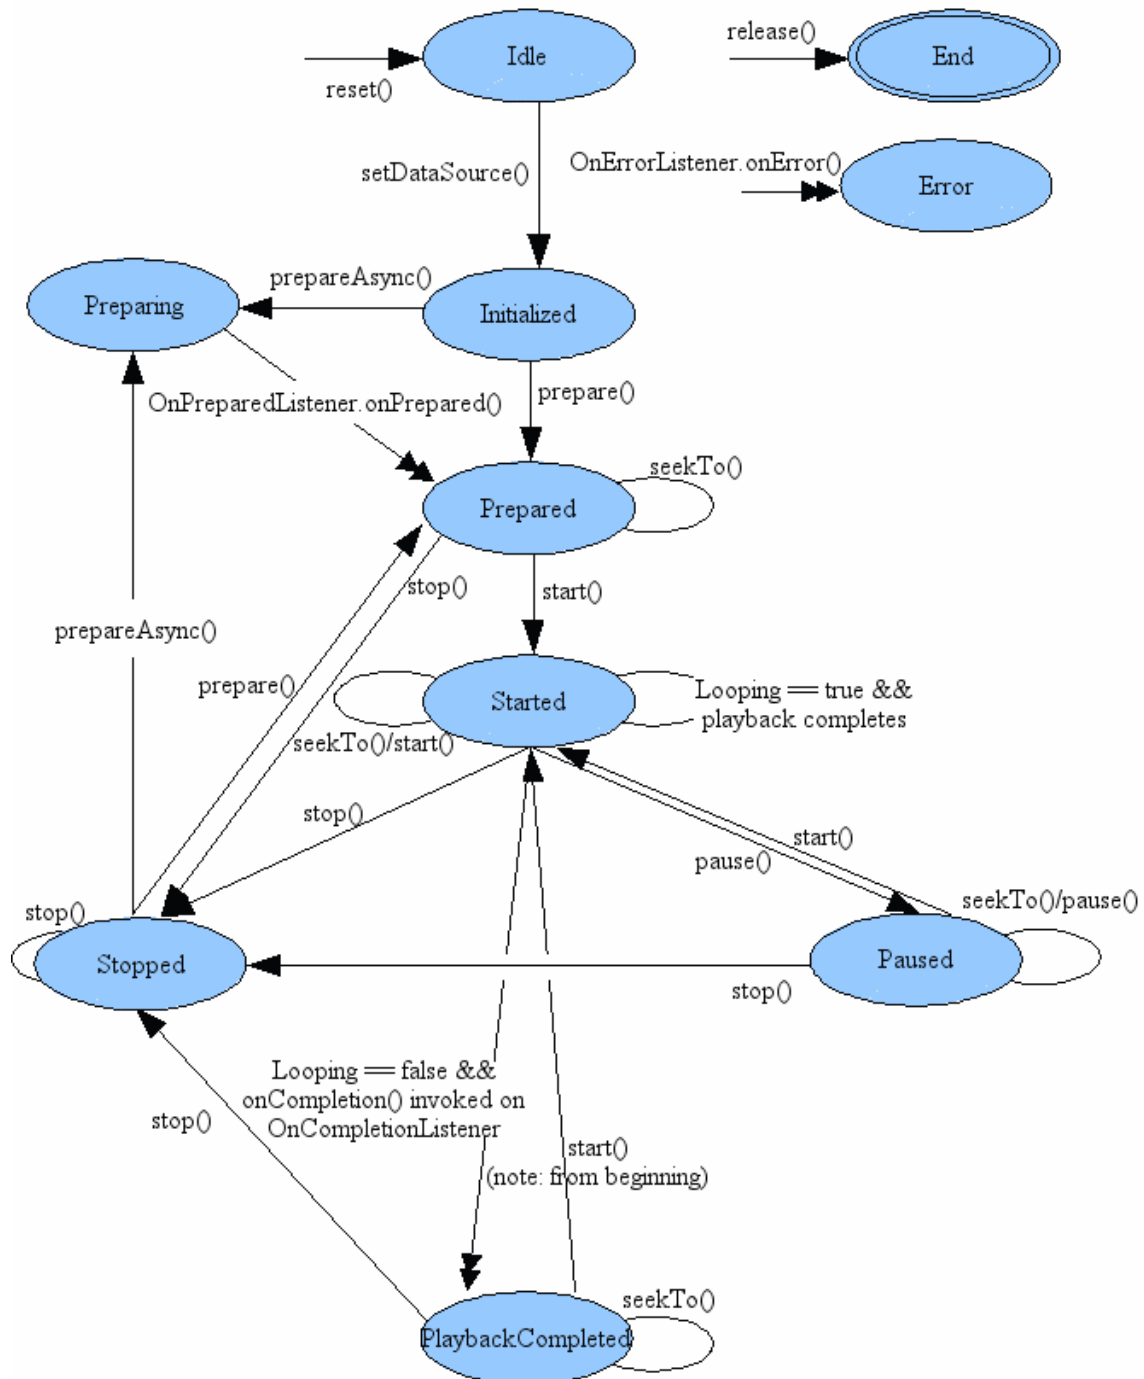 Idle
release()
End
reset()
OnErrorListener.onError()
setDataSource()
Error
prepareAsync()
Preparing
Initialized
prepare()
OnPreparedListener.onPrepared()
seekTo()
Prepared
stop()
start()
prepareAsync()
prepare()
Started
Looping == true &&
playback completes
seekTo()/start()
stop()
start()
pause()
seekTo()/pause()
stop()
Stopped
Paused
stop()
Looping == false &&
onCompletion() invoked on
OnCompletionListener
stop()
start()
(note: from beginning)
seekTo()
PlaybackCompleted